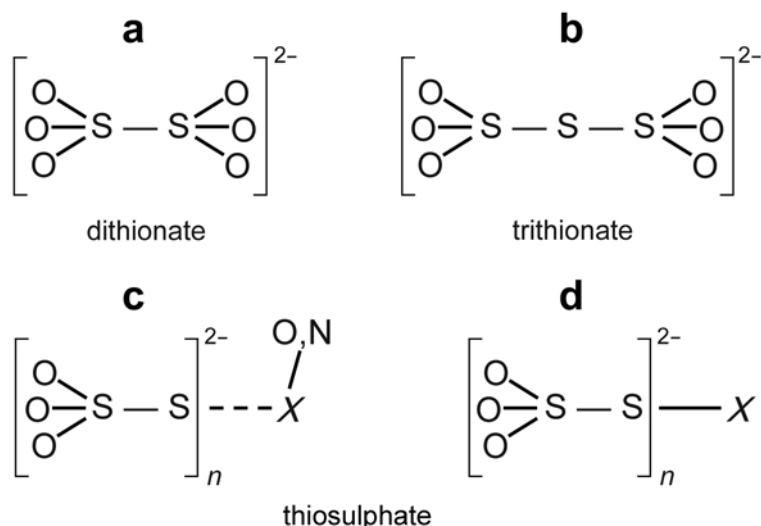 a b
O O O S — S O O O 2–
O O O S — S — S O O O 2–
dithionate trithionate
c d
O O O S — S 2– n X O,N
O O O S — S 2– n X
thiosulphate